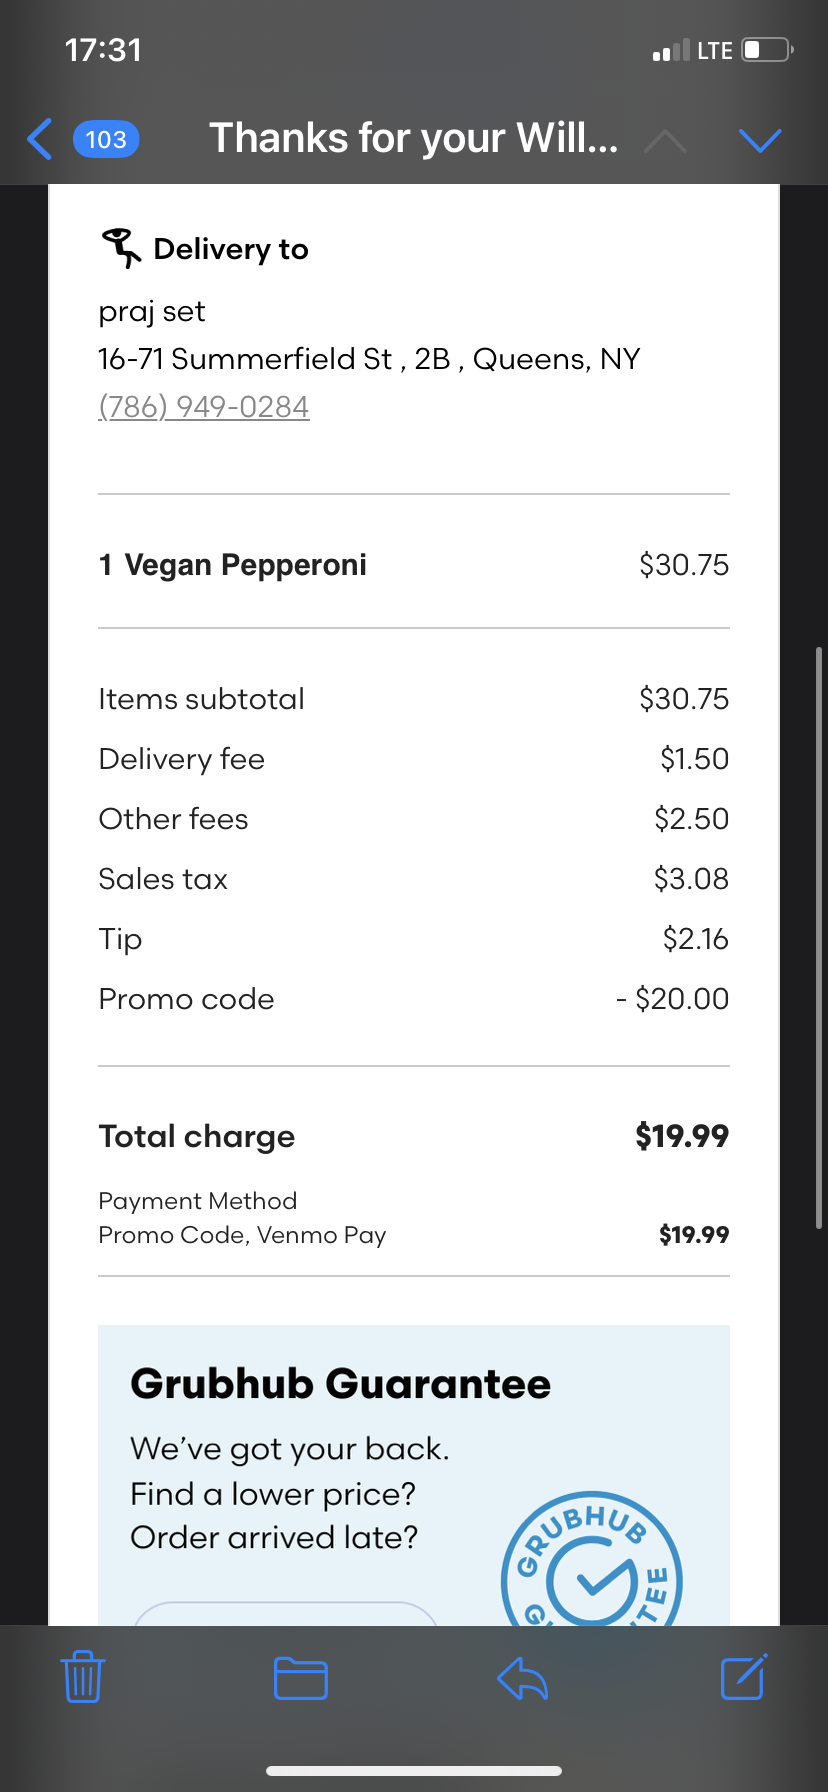 17:31 LTE
103 Thanks for your Will...
Delivery to
praj set
16-71 Summerfield St , 2B , Queens, NY
(786) 949-0284
1 Vegan Pepperoni $30.75
Items subtotal $30.75
Delivery fee $1.50
Other fees $2.50
Sales tax $3.08
Tip $2.16
Promo code - $20.00
Total charge $19.99
Payment Method
Promo Code, Venmo Pay $19.99
Grubhub Guarantee
We've got your back.
Find a lower price?
Order arrived late?
GRUBHUB